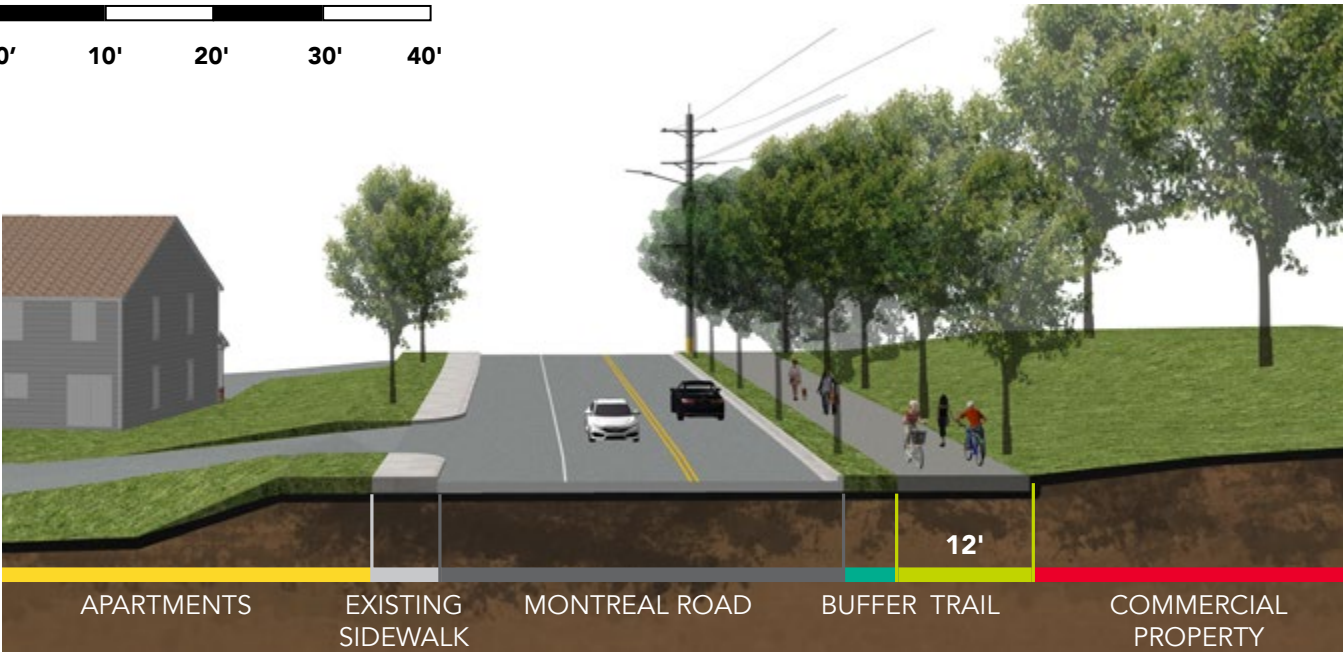 0’ 10' 20' 30' 40'
12'
APARTMENTS EXISTING SIDEWALK MONTREAL ROAD BUFFER TRAIL COMMERCIAL PROPERTY